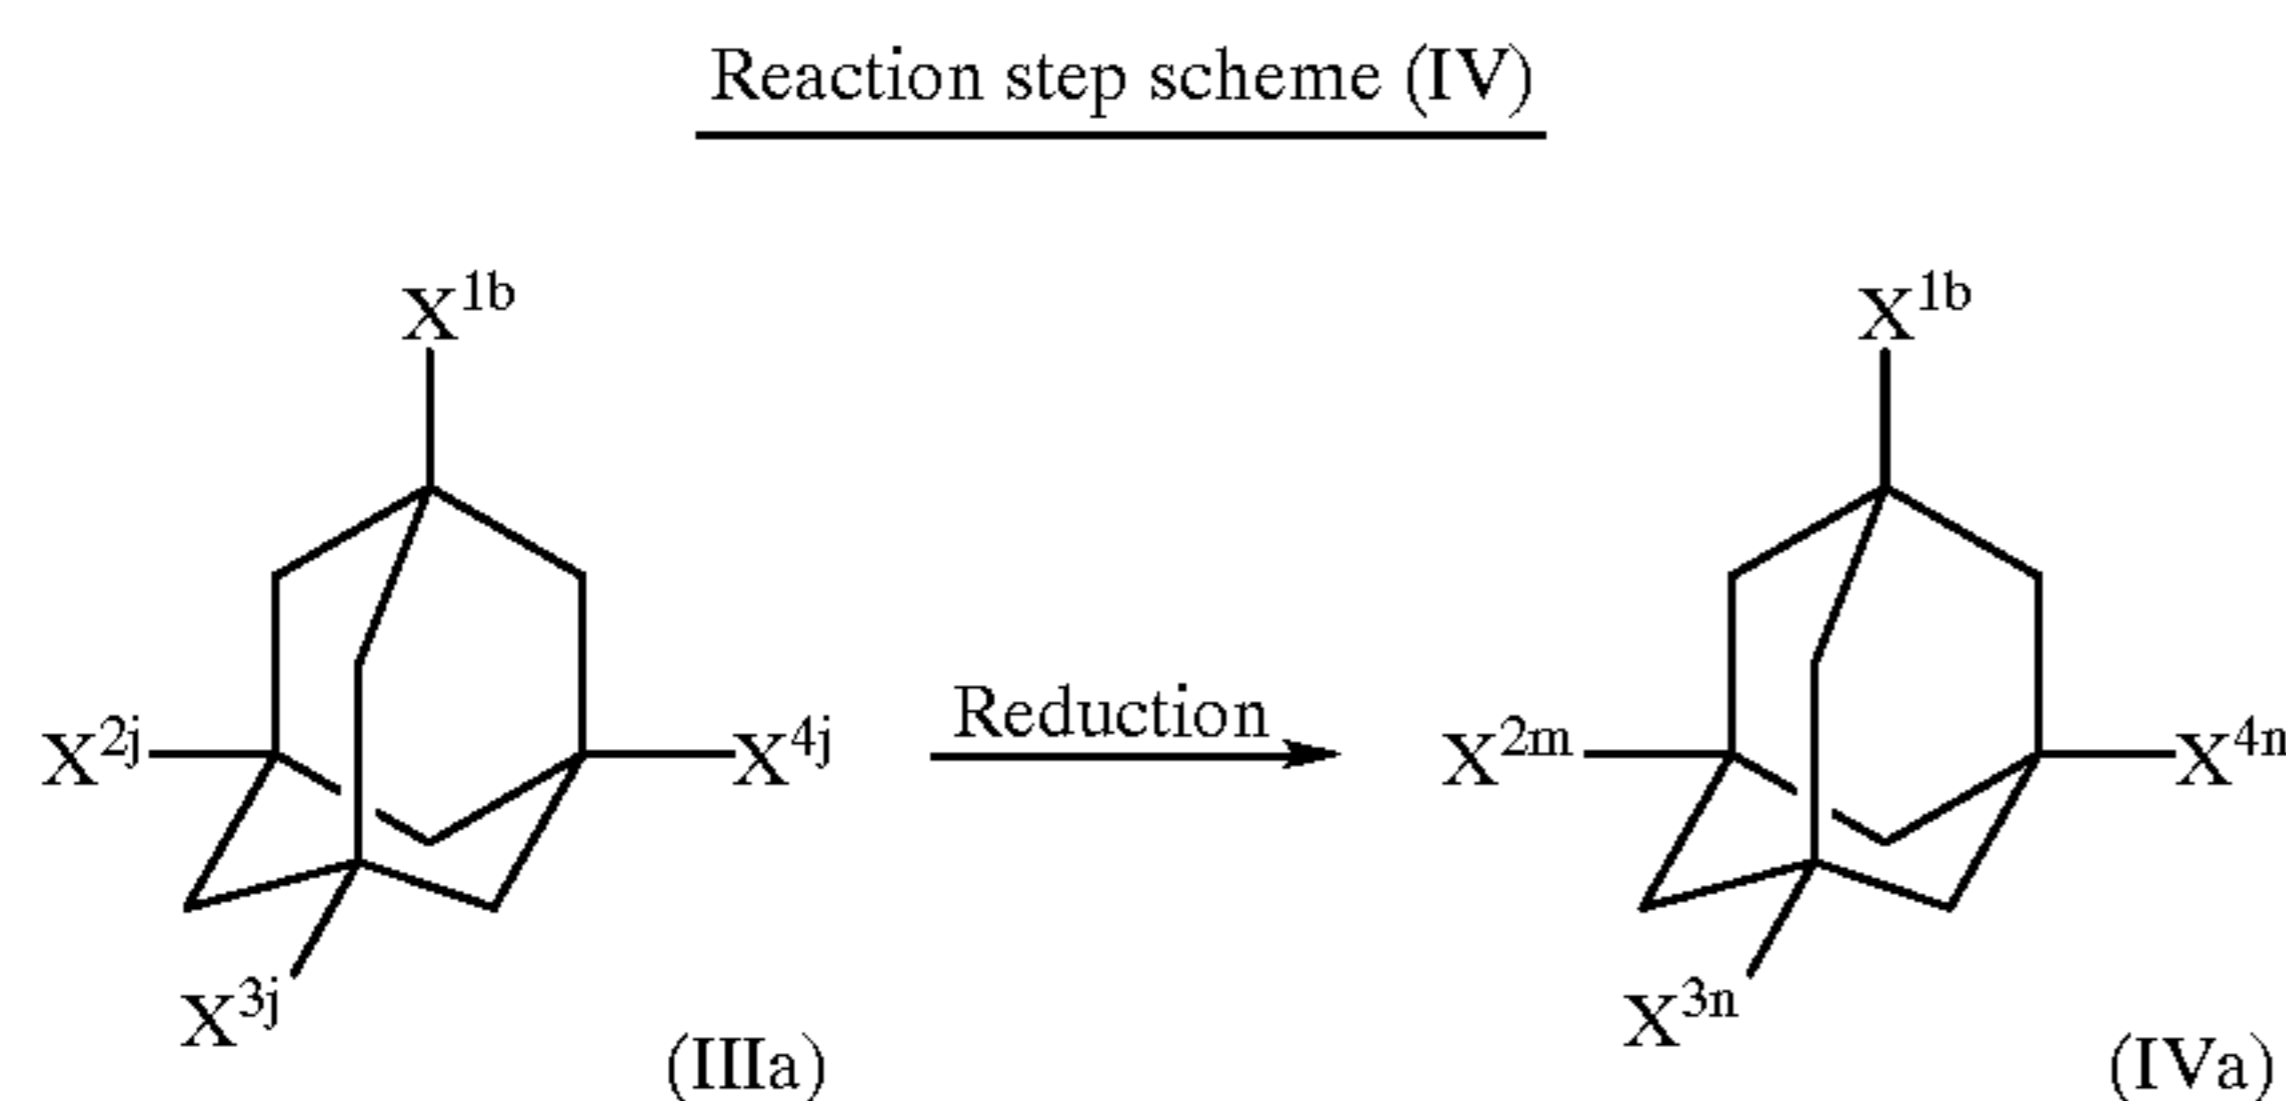 Reaction step scheme (IV)
X1b X1b
X2j X4j Reduction X2m X4n
X3j X3n
(IIIa) (IVa)